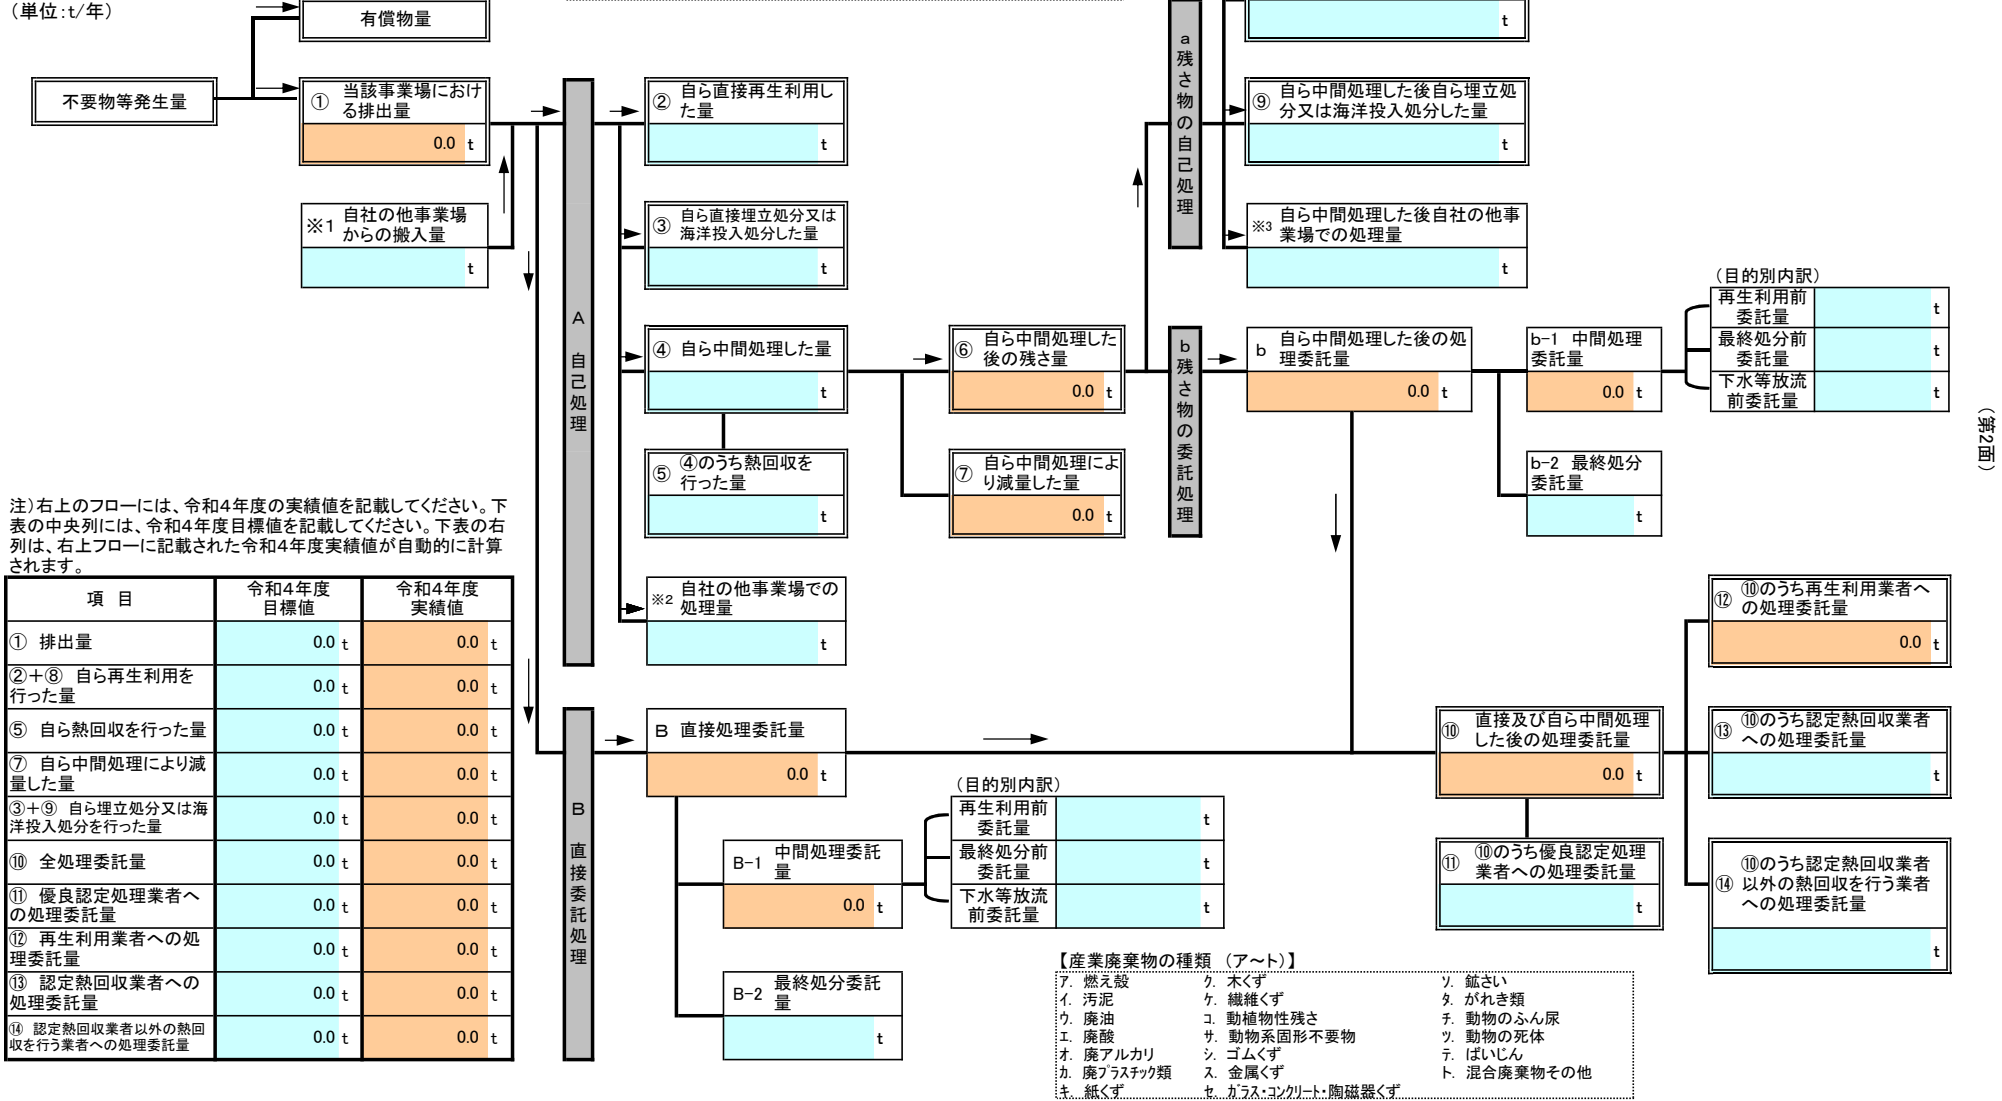 (単位:t/年)
有償物量
t
不要物等発生量
① 当該事業場におけ
る排出量
0.0 t
※1 自社の他事業場
からの搬入量
t
A 自己処理
② 自ら直接再生利用し
た量
t
③ 自ら直接埋立処分又は
海洋投入処分した量
t
④ 自ら中間処理した量
t
⑤ ④のうち熱回収を
行った量
t
※2 自社の他事業場での
処理量
t
⑥ 自ら中間処理した
後の残さ量
0.0 t
⑦ 自ら中間処理によ
り減量した量
0.0 t
a 残さ物の自己処理
⑨ 自ら中間処理した後自ら埋立処
分又は海洋投入処分した量
t
※3 自ら中間処理した後自社の他事
業場での処理量
t
b 残さ物の委託処理
b 自ら中間処理した後の処
理委託量
0.0 t
b-1 中間処理
委託量
0.0 t
b-2 最終処分
委託量
t
(目的別内訳)
再生利用前
委託量 t
最終処分前
委託量 t
下水等放流
前委託量 t
(第2面)
注)右上のフローには、令和4年度の実績値を記載してください。下
表の中央列には、令和4年度目標値を記載してください。下表の右
列は、右上フローに記載された令和4年度実績値が自動的に計算
されます。
項 目 令和4年度 令和4年度
目標値 実績値
① 排出量 0.0 t 0.0 t
②+⑧ 自ら再生利用を
行った量 0.0 t 0.0 t
⑤ 自ら熱回収を行った量 0.0 t 0.0 t
⑦ 自ら中間処理により減
量した量 0.0 t 0.0 t
③+⑨ 自ら埋立処分又は海
洋投入処分を行った量 0.0 t 0.0 t
⑩ 全処理委託量 0.0 t 0.0 t
⑪ 優良認定処理業者へ
の処理委託量 0.0 t 0.0 t
⑫ 再生利用業者への処
理委託量 0.0 t 0.0 t
⑬ 認定熱回収業者への
処理委託量 0.0 t 0.0 t
⑭ 認定熱回収業者以外の熱回
収を行う業者への処理委託量 0.0 t 0.0 t
B 直接委託処理
B 直接処理委託量
0.0 t
B-1 中間処理委託
量
0.0 t
B-2 最終処分委託
量
t
(目的別内訳)
再生利用前
委託量 t
最終処分前
委託量 t
下水等放流
前委託量 t
⑩ 直接及び自ら中間処理
した後の処理委託量
0.0 t
⑪ ⑩のうち優良認定処理
業者への処理委託量
t
⑫ ⑩のうち再生利用業者へ
の処理委託量
0.0 t
⑬ ⑩のうち認定熱回収業者
への処理委託量
t
⑭ ⑩のうち認定熱回収業者
以外の熱回収を行う業者
への処理委託量
t
【産業廃棄物の種類 (ア~ト)】
ア. 燃え殻 ク. 木くず ソ. 鉱さい
イ. 汚泥 ケ. 繊維くず タ. がれき類
ウ. 廃油 コ. 動植物性残さ チ. 動物のふん尿
エ. 廃酸 サ. 動物系固形不要物 ツ. 動物の死体
オ. 廃アルカリ シ. ゴムくず テ. ばいじん
カ. 廃プラスチック類 ス. 金属くず ト. 混合廃棄物その他
キ. 紙くず セ. ガラス・コンクリート・陶磁器くず